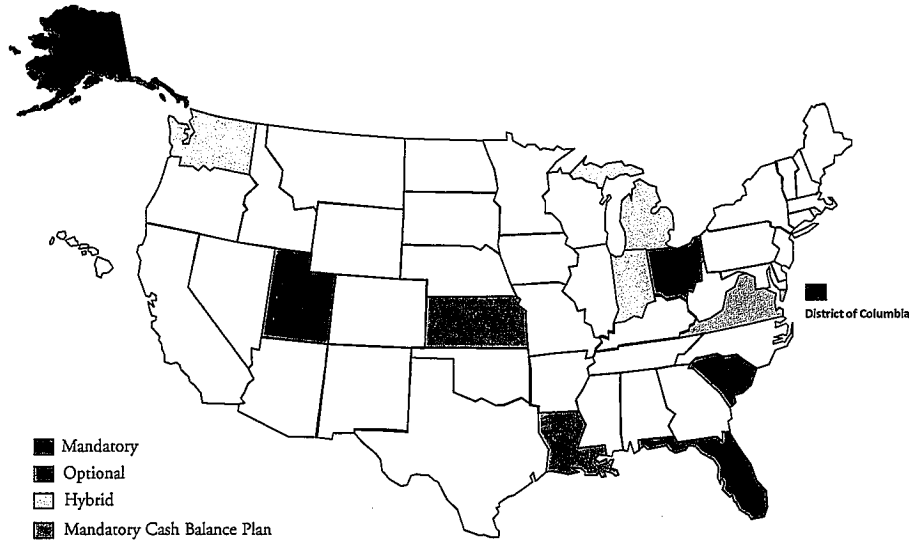 District of Columbia
Mandatory
Optional
Hybrid
Mandatory Cash Balance Plan